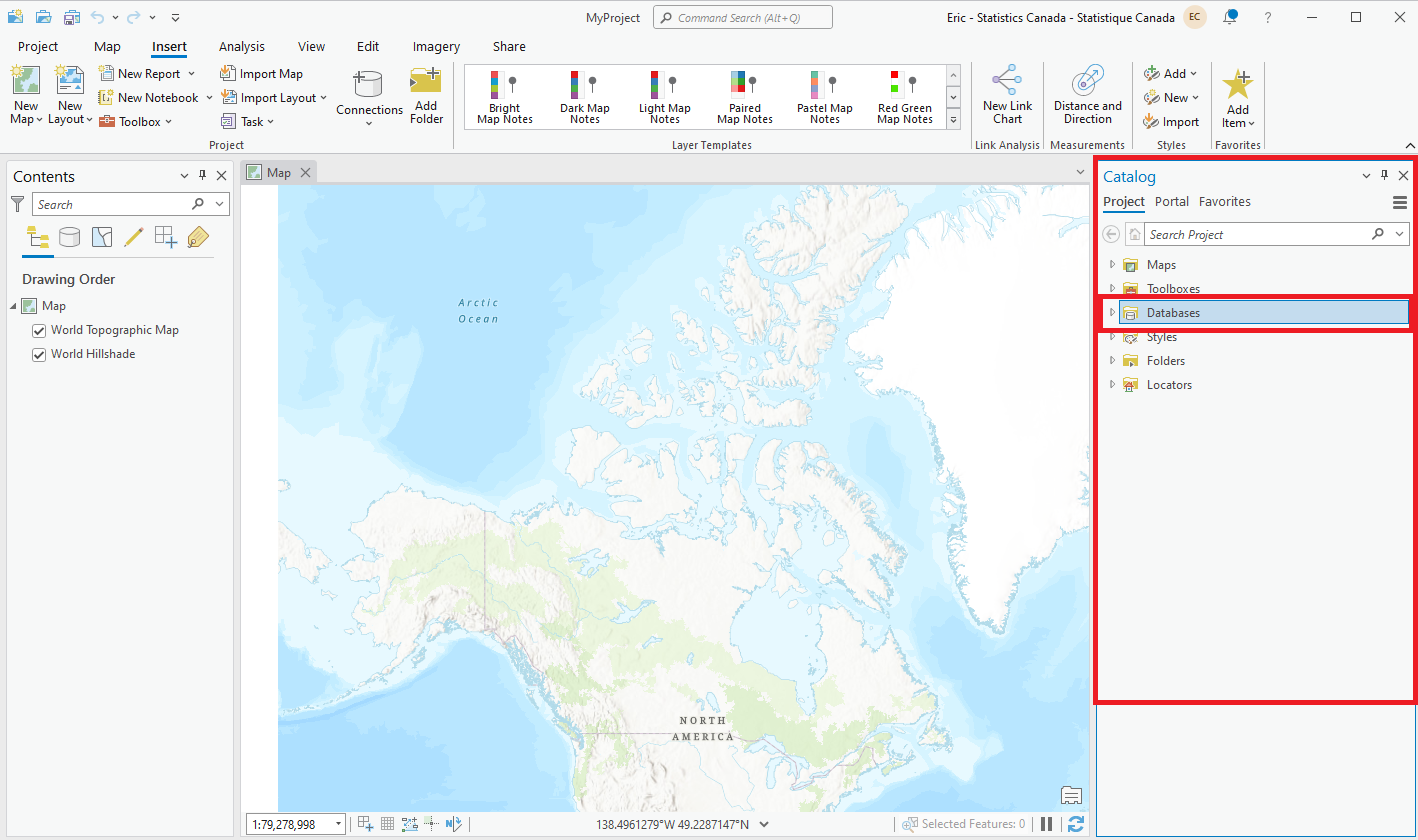 MyProject
Command Search (Alt+Q)
Eric - Statistics Canada - Statistique Canada
EC
?
Project Map Insert Analysis View Edit Imagery Share
New Map
New Layout
New Report
New Notebook
Toolbox
Import Map
Import Layout
Task
Connections
Add Folder
Project
Bright Map Notes
Dark Map Notes
Light Map Notes
Paired Map Notes
Pastel Map Notes
Red Green Map Notes
Layer Templates
New Link Chart
Link Analysis
Distance and Direction
Measurements
Add
New
Import
Styles
Add Item
Favorites
Contents
Search
Drawing Order
Map
World Topographic Map
World Hillshade
Map
Arctic
Ocean
NORTH
AMERICA
1:79,278,998
138.4961279°W 49.2287147°N
Selected Features: 0
Catalog
Project Portal Favorites
Search Project
Maps
Toolboxes
Databases
Styles
Folders
Locators